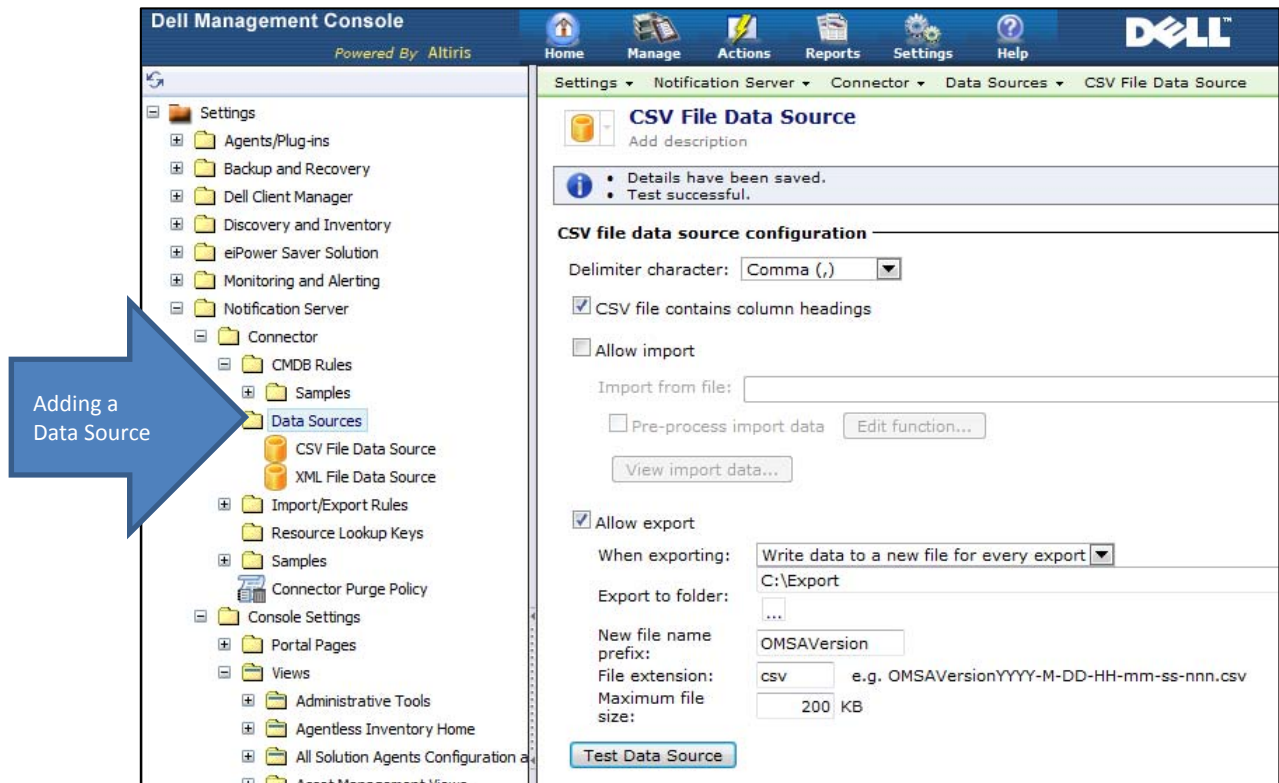 Dell Management Console
Powered By Altiris
Home
Manage
Actions
Reports
Settings
Help
DELL™
Settings
Agents/Plug-ins
Backup and Recovery
Dell Client Manager
Discovery and Inventory
eiPower Saver Solution
Monitoring and Alerting
Notification Server
Connector
CMDB Rules
Samples
Data Sources
CSV File Data Source
XML File Data Source
Import/Export Rules
Resource Lookup Keys
Samples
Connector Purge Policy
Console Settings
Portal Pages
Views
Administrative Tools
Agentless Inventory Home
All Solution Agents Configuration a
Adding a
Data Source
Settings Notification Server Connector Data Sources CSV File Data Source
CSV File Data Source
Add description
• Details have been saved.
• Test successful.
CSV file data source configuration
Delimiter character: Comma (,)
CSV file contains column headings
Allow import
Import from file:
Pre-process import data Edit function...
View import data...
Allow export
When exporting: Write data to a new file for every export
Export to folder: C:\Export
...
New file name
prefix: OMSAVersion
File extension: csv e.g. OMSAVersionYYYY-M-DD-HH-mm-ss-nnn.csv
Maximum file
size: 200 KB
Test Data Source